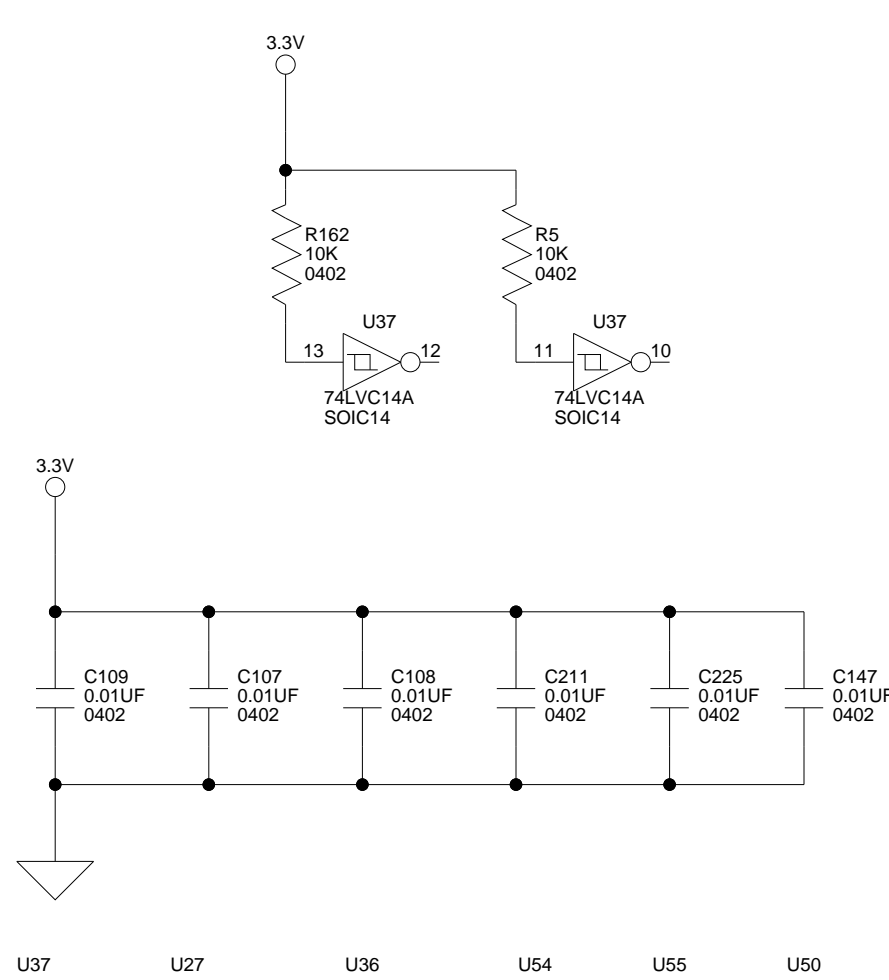 3.3V
R162
10K
0402
R5
10K
0402
U37
13
12
74LVC14A
SOIC14
U37
11
10
74LVC14A
SOIC14
3.3V
C109
0.01UF
0402
C107
0.01UF
0402
C108
0.01UF
0402
C211
0.01UF
0402
C225
0.01UF
0402
C147
0.01UF
0402
U37 U27 U36 U54 U55 U50